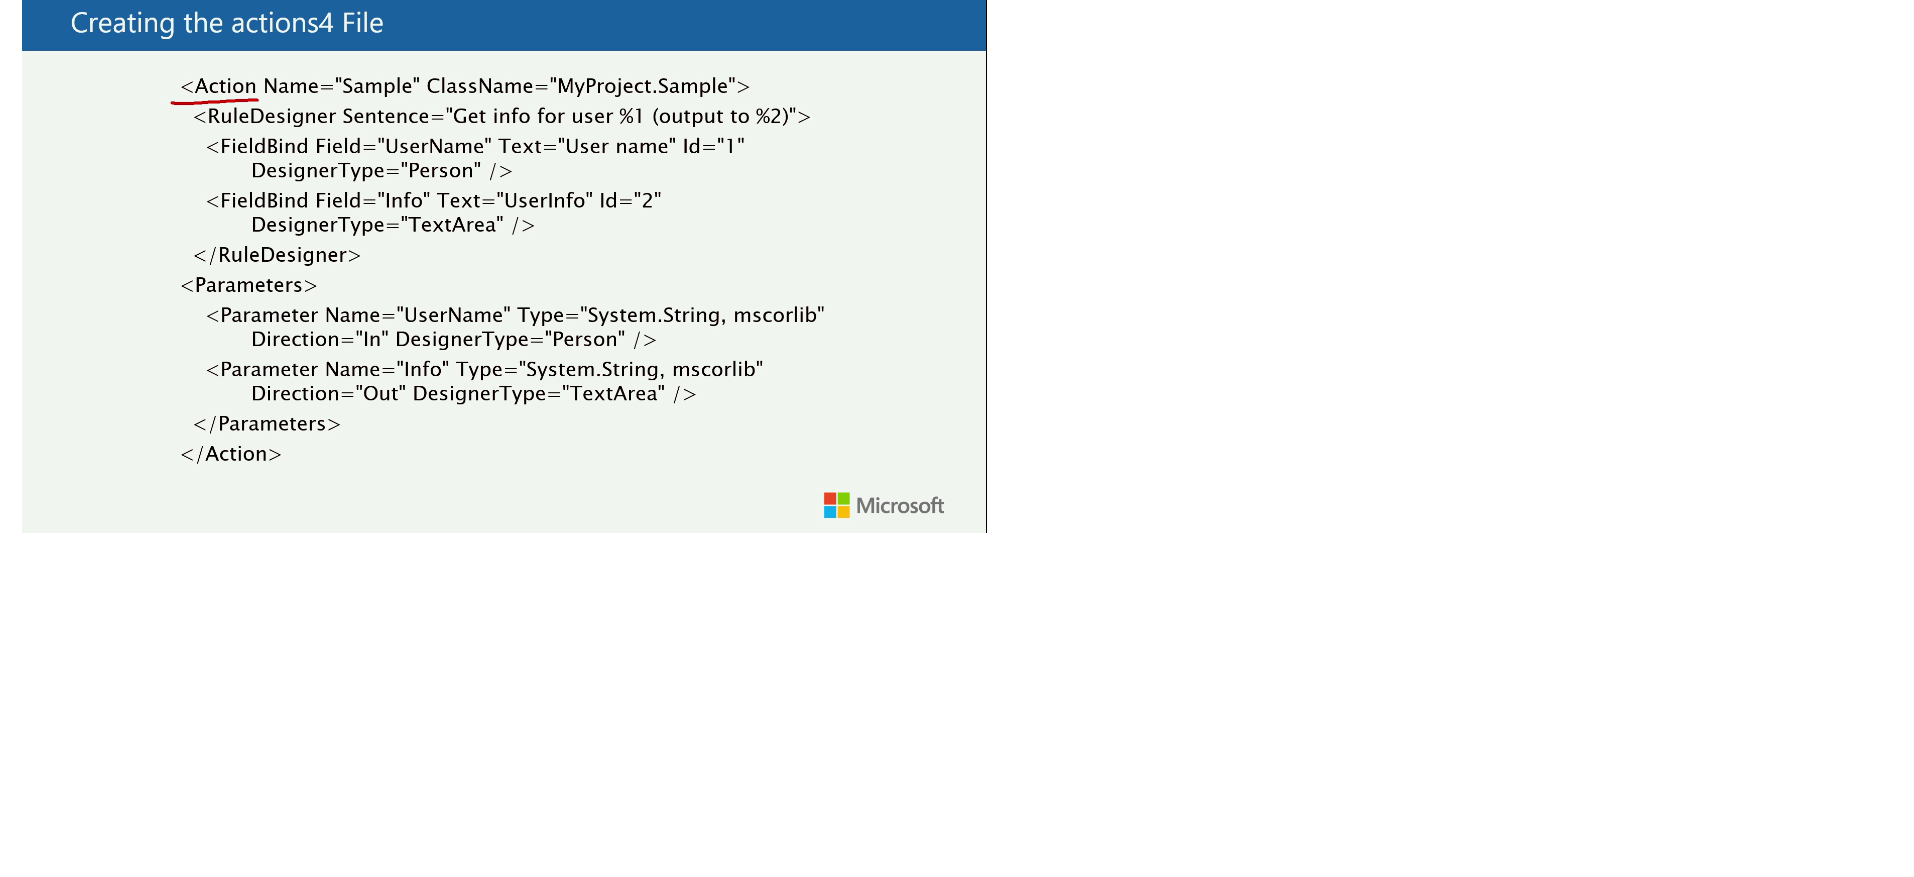 Creating the actions4 File
<Action Name="Sample" ClassName="MyProject.Sample">
<RuleDesigner Sentence="Get info for user %1 (output to %2)">
<FieldBind Field="UserName" Text="User name" Id="1"
DesignerType="Person" />
<FieldBind Field="Info" Text="UserInfo" Id="2"
DesignerType="TextArea" />
</RuleDesigner>
<Parameters>
<Parameter Name="UserName" Type="System.String, mscorlib"
Direction="In" DesignerType="Person" />
<Parameter Name="Info" Type="System.String, mscorlib"
Direction="Out" DesignerType="TextArea" />
</Parameters>
</Action>
Microsoft